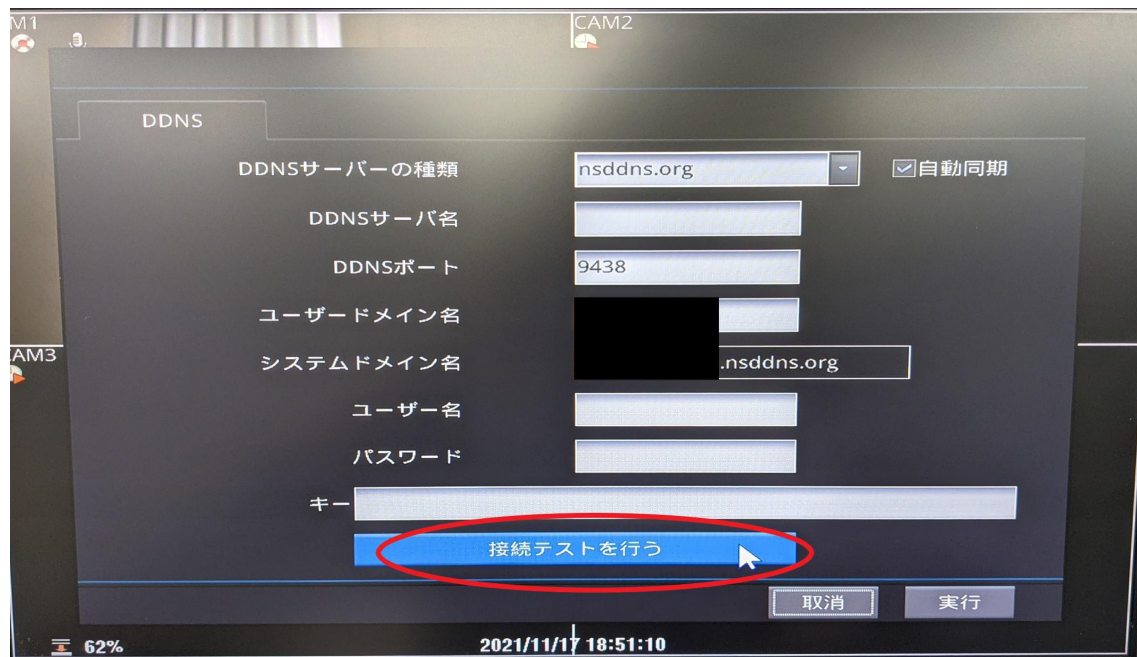 M1
CAM2
DDNS
DDNSサーバーの種類 nsddns.org 自動同期
DDNSサーバ名
DDNSポート 9438
ユーザードメイン名
AM3
システムドメイン名 .nsddns.org
ユーザー名
パスワード
キー
接続テストを行う
取消 実行
62% 2021/11/17 18:51:10